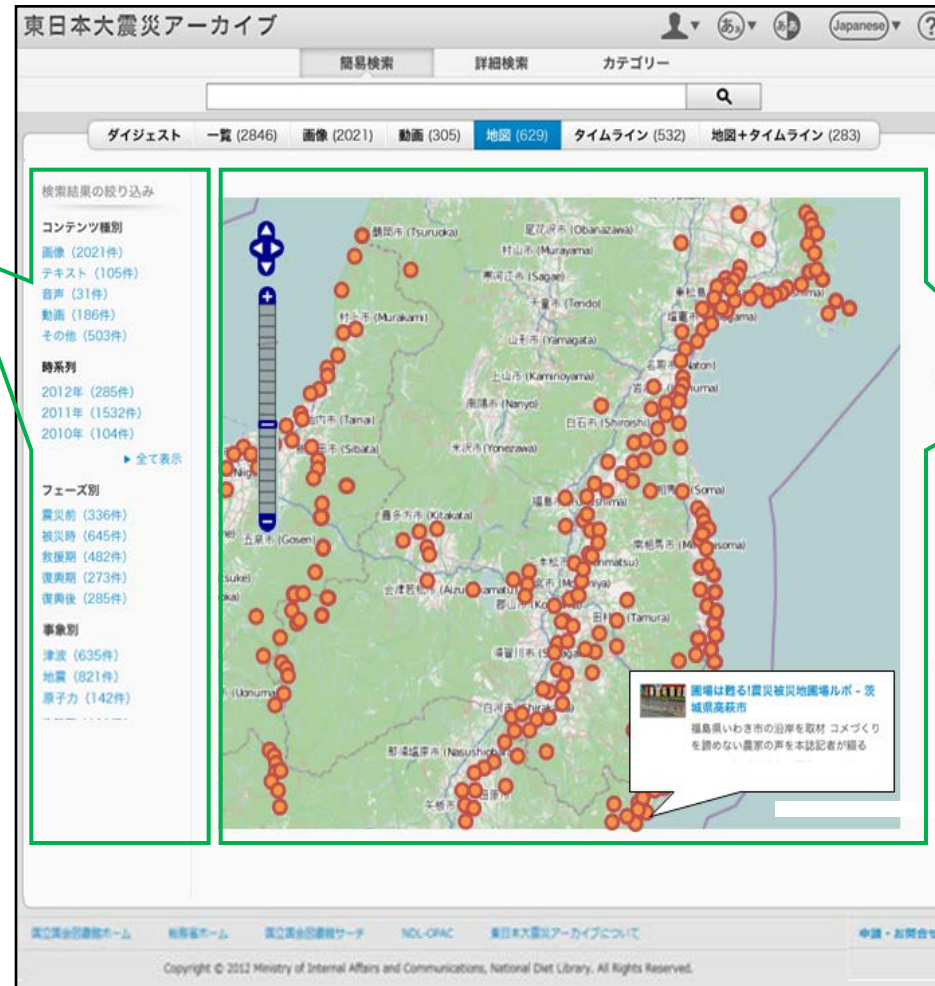 東日本大震災アーカイブ
Japanese
簡易検索 詳細検索 カテゴリー
ダイジェスト 一覧 (2846) 画像 (2021) 動画 (305) 地図 (629) タイムライン (532) 地図+タイムライン (283)
検索結果の絞り込み
コンテンツ種別
画像 (2021件)
テキスト (105件)
音声 (31件)
動画 (186件)
その他 (503件)
時系列
2012年 (285件)
2011年 (1532件)
2010年 (104件)
▶ 全て表示
フェーズ別
震災前 (336件)
被災時 (645件)
救援期 (482件)
復興期 (273件)
復興後 (285件)
事象別
津波 (635件)
地震 (821件)
原子力 (142件)
鶴岡市 (Tsuruoka)
尾花沢市 (Obanazawa)
村山市 (Murayama)
寒河江市 (Sagae)
天童市 (Tendo)
村上市 (Murakami)
山形市 (Yamagata)
上山市 (Kaminoyama)
南陽市 (Nanyo)
白石市 (Shiroishi)
(Tainai)
(Sibata)
米沢市 (Yonezawa)
(Soma)
喜多方市 (Kitakata)
五泉市 (Gosen)
(Tamura)
(Uonuma)
那須塩原市 (Nasushiobara)
矢板市
圃場は甦る!震災被災地圃場ルポ - 茨
城県高萩市
福島県いわき市の沿岸を取材 コメづくり
を諦めない農家の声を本誌記者が綴る
国立国会図書館ホーム 総務省ホーム 国立国会図書館サーチ NDL-OPAC 東日本大震災アーカイブについて 申請・お問合せ
Copyright © 2012 Ministry of Internal Affairs and Communications, National Diet Library. All Rights Reserved.